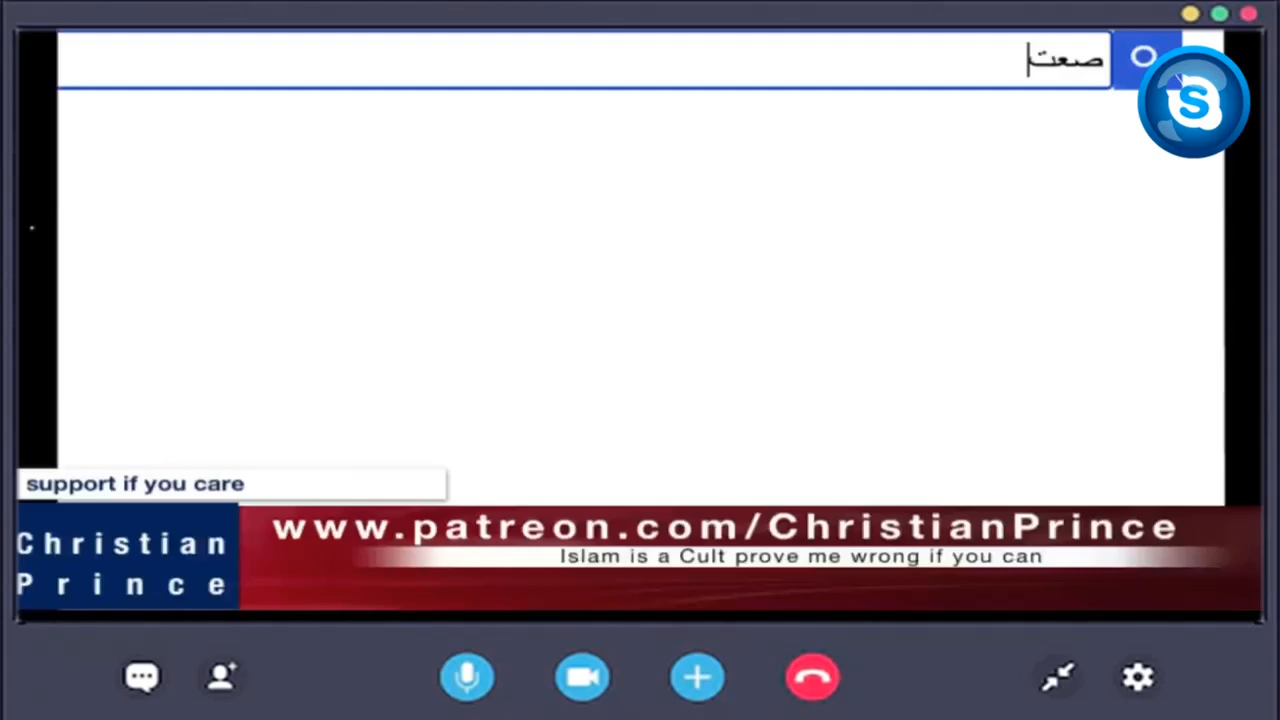 صعت
S
support if you care
Christian
Prince
www.patreon.com/ChristianPrince
Islam is a Cult prove me wrong if you can